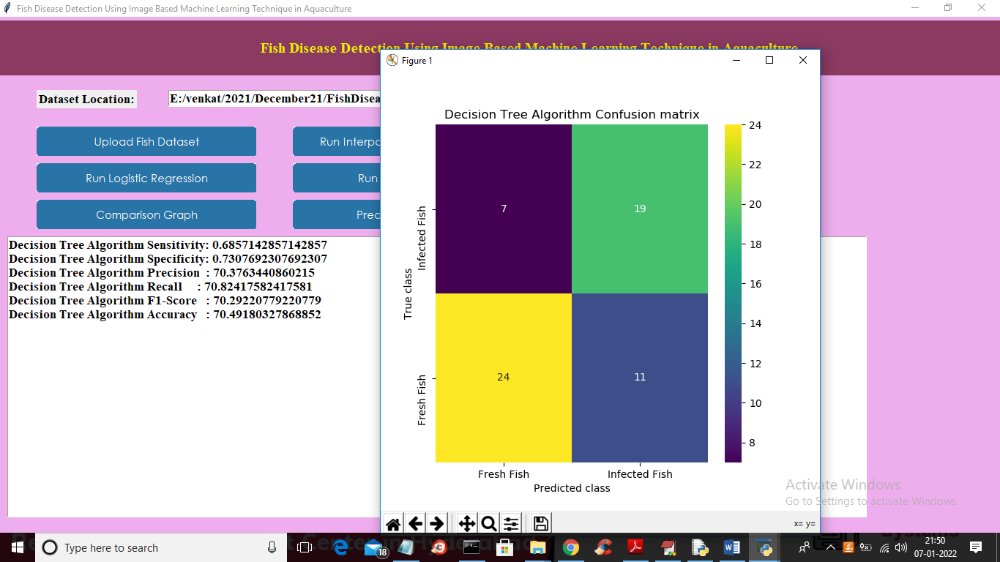 Fish Disease Detection Using Image Based Machine Learning Technique in Aquaculture
Fish Disease Detection Using Image Based Machine Learning Technique in Aquaculture
Figure 1
Dataset Location:
E:/venkat/2021/December21/FishDisea
Upload Fish Dataset
Run Interpo
Run Logistic Regression
Run
Comparison Graph
Decision Tree Algorithm Sensitivity: 0.6857142857142857
Decision Tree Algorithm Specificity: 0.7307692307692307
Decision Tree Algorithm Precision : 70.3763440860215
Decision Tree Algorithm Recall : 70.82417582417581
Decision Tree Algorithm F1-Score : 70.29220779220779
Decision Tree Algorithm Accuracy : 70.49180327868852
Decision Tree Algorithm Confusion matrix
True class
Infected Fish
Fresh Fish
7
19
24
11
Fresh Fish
Infected Fish
Predicted class
24
22
20
18
16
14
12
10
8
x= y=
Activate Windows
Go to Settings to activate Windows.
Type here to search
18
21:50
07-01-2022